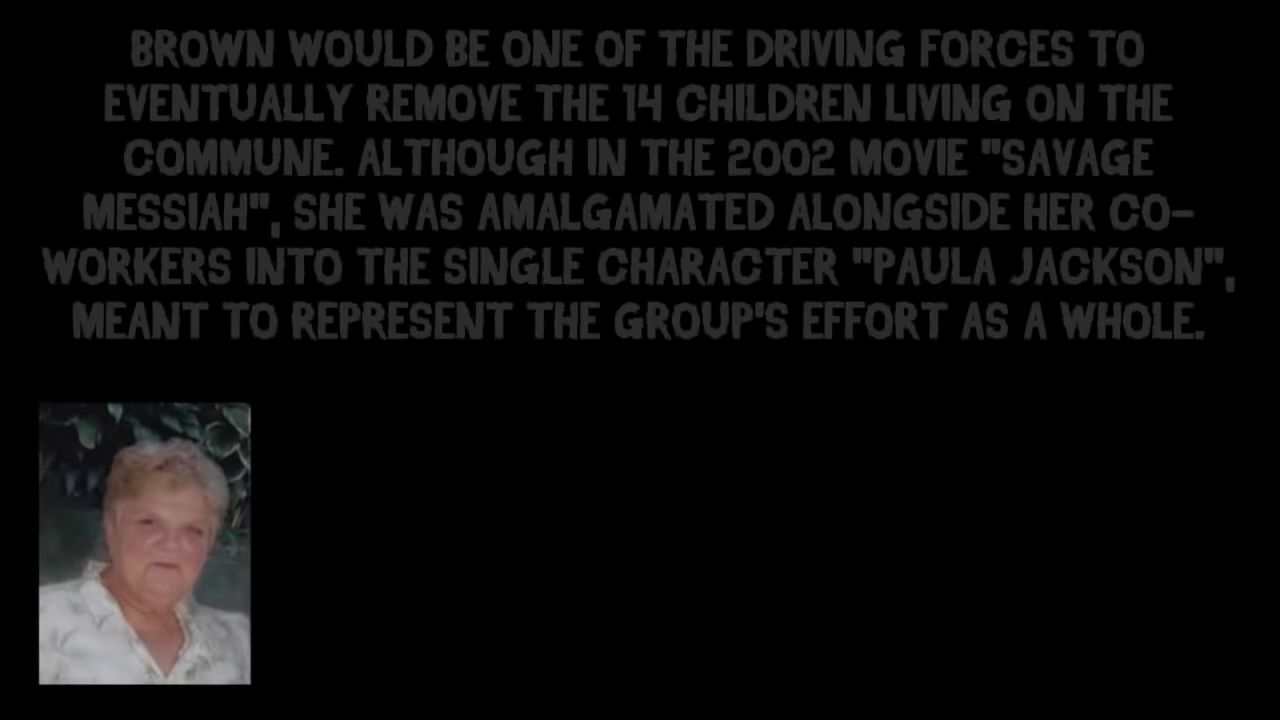 BROWN WOULD BE ONE OF THE DRIVING FORCES TO
EVENTUALLY REMOVE THE 14 CHILDREN LIVING ON THE
COMMUNE. ALTHOUGH IN THE 2002 MOVIE "SAVAGE
MESSIAH", SHE WAS AMALGAMATED ALONGSIDE HER CO-
WORKERS INTO THE SINGLE CHARACTER "PAULA JACKSON",
MEANT TO REPRESENT THE GROUP'S EFFORT AS A WHOLE.